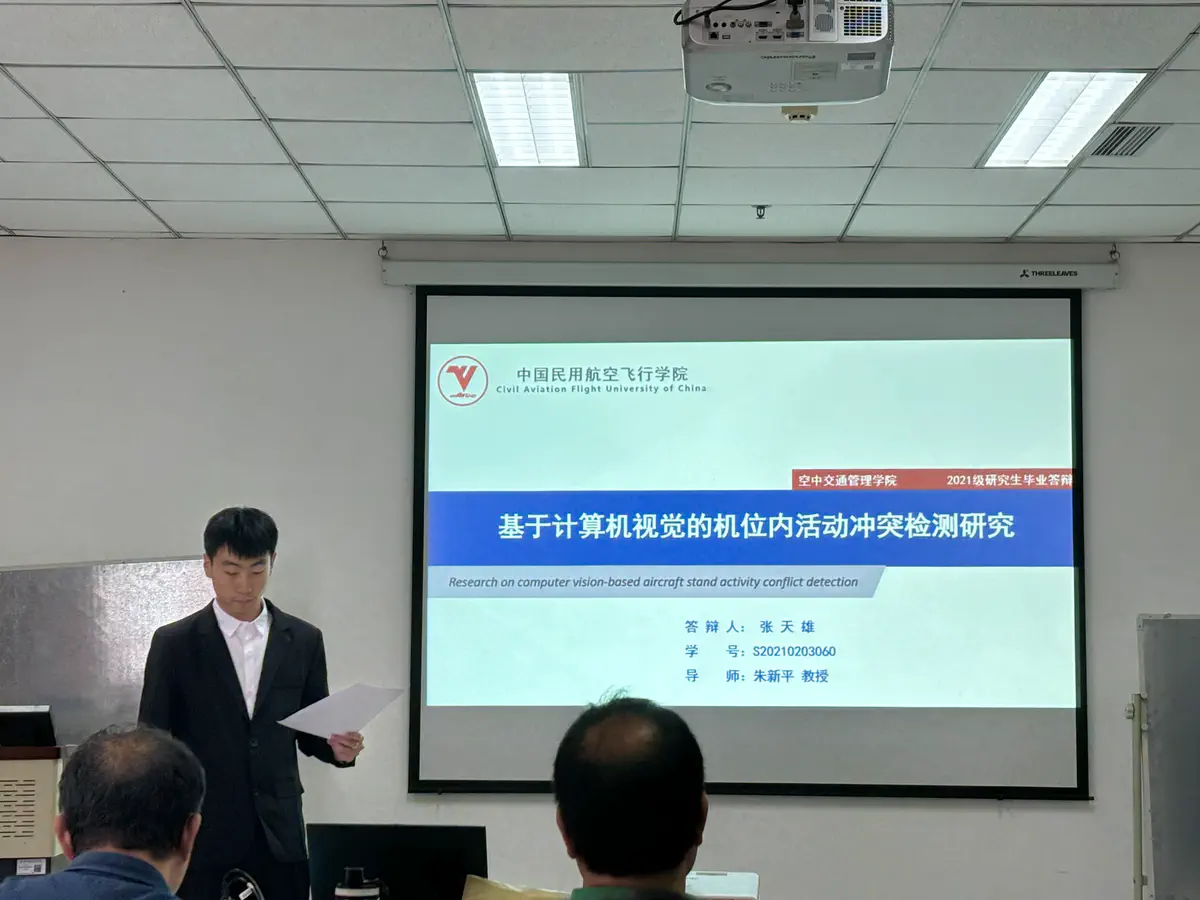 Panasonic
THREELEAVES
中国民用航空飞行学院
Civil Aviation Flight University of China
空中交通管理学院 2021级研究生毕业答辩
基于计算机视觉的机位内活动冲突检测研究
Research on computer vision-based aircraft stand activity conflict detection
答 辩 人： 张 天 雄
学 号：S20210203060
导 师：朱新平 教授